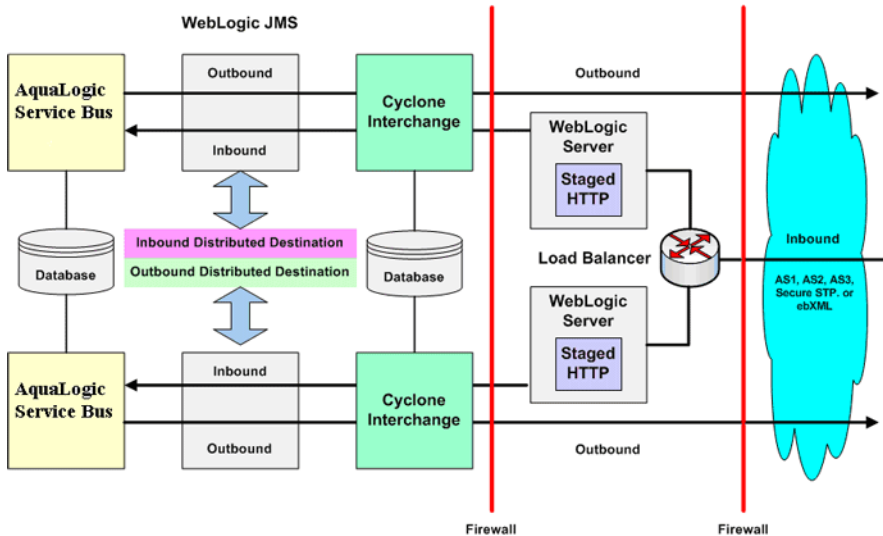 WebLogic JMS
AquaLogic
Service Bus
Outbound
Inbound
Cyclone
Interchange
Outbound
WebLogic
Server
Staged
HTTP
Database
Inbound Distributed Destination
Outbound Distributed Destination
Database
Load Balancer
Inbound
AS1, AS2, AS3,
Secure STP. or
ebXML
WebLogic
Server
Staged
HTTP
AquaLogic
Service Bus
Inbound
Outbound
Cyclone
Interchange
Outbound
Firewall
Firewall